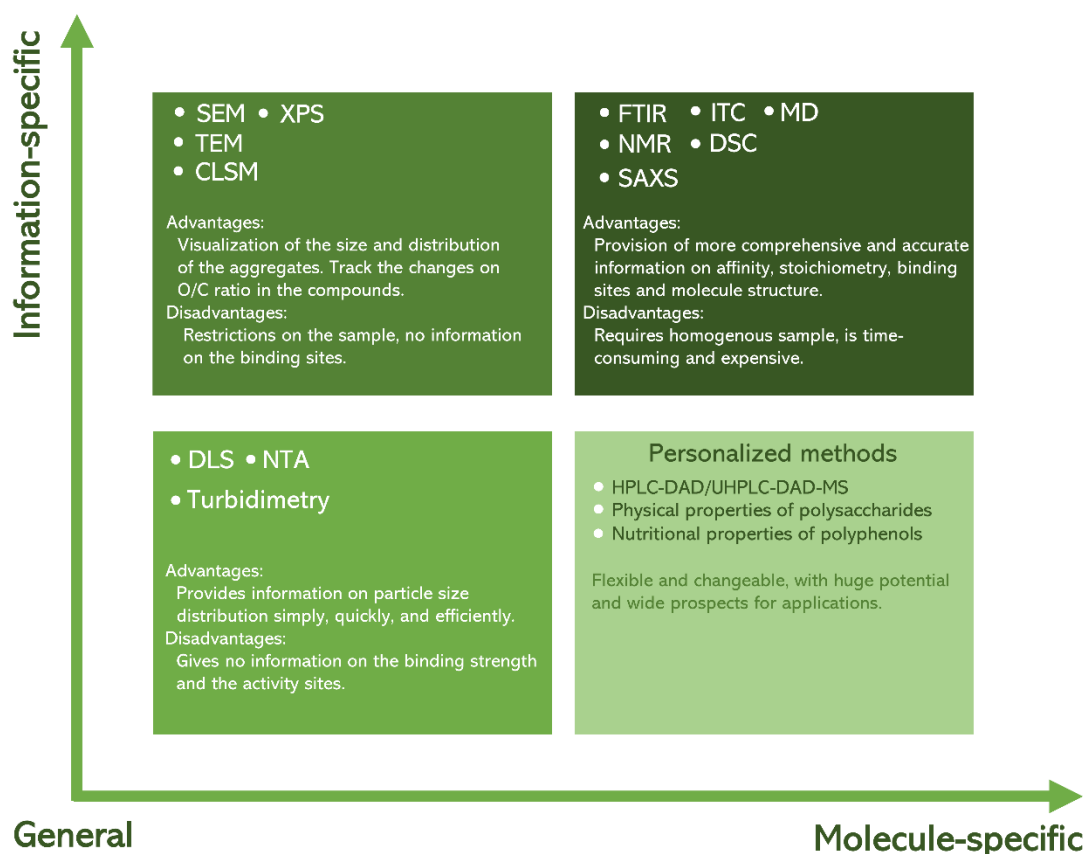 Information-specific
• SEM • XPS
• TEM
• CLSM
Advantages:
Visualization of the size and distribution
of the aggregates. Track the changes on
O/C ratio in the compounds.
Disadvantages:
Restrictions on the sample, no information
on the binding sites.
• FTIR • ITC • MD
• NMR • DSC
• SAXS
Advantages:
Provision of more comprehensive and accurate
information on affinity, stoichiometry, binding
sites and molecule structure.
Disadvantages:
Requires homogenous sample, is time-
consuming and expensive.
• DLS • NTA
• Turbidimetry
Advantages:
Provides information on particle size
distribution simply, quickly, and efficiently.
Disadvantages:
Gives no information on the binding strength
and the activity sites.
Personalized methods
• HPLC-DAD/UHPLC-DAD-MS
• Physical properties of polysaccharides
• Nutritional properties of polyphenols
Flexible and changeable, with huge potential
and wide prospects for applications.
General
Molecule-specific